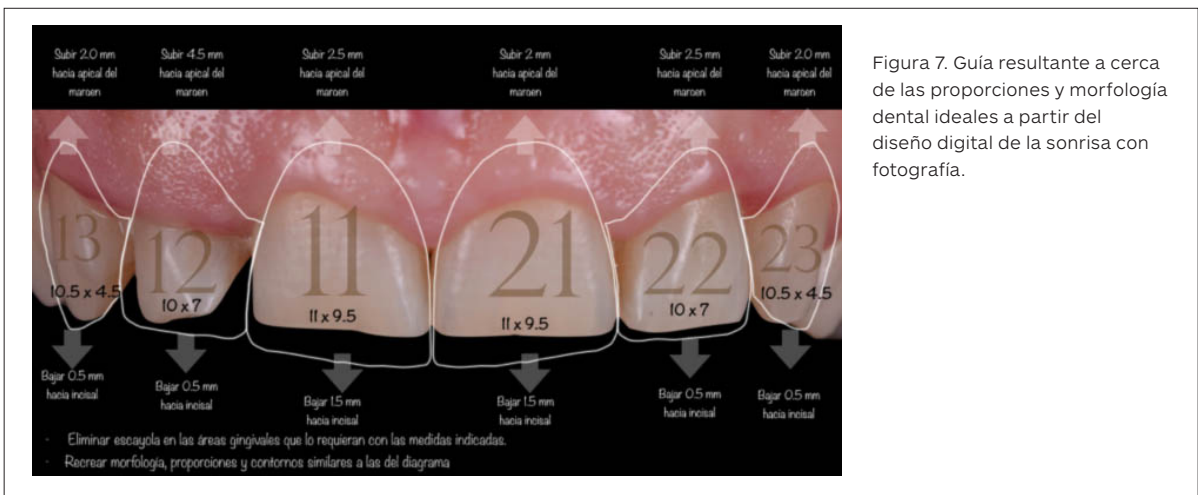 Subir 2.0 mm
hacia apical del
maroen
Subir 4.5 mm
hacia apical del
maroen
Subir 2.5 mm
hacia apical del
maroen
Subir 2 mm
hacia apical del
maroen
Subir 2.5 mm
hacia apical del
maroen
Subir 2.0 mm
hacia apical del
maroen
13
12
11
21
22
23
10.5 x 4.5
10 x 7
11 x 9.5
11 x 9.5
10 x 7
10.5 x 4.5
Bajar 0.5 mm
hacia incisal
Bajar 0.5 mm
hacia incisal
Bajar 1.5 mm
hacia incisal
Bajar 1.5 mm
hacia incisal
Bajar 0.5 mm
hacia incisal
Bajar 0.5 mm
hacia incisal
- Eliminar escayola en las áreas gingivales que lo requieran con las medidas indicadas.
- Recrear morfología, proporciones y contornos similares a las del diagrama
Figura 7. Guía resultante a cerca
de las proporciones y morfología
dental ideales a partir del
diseño digital de la sonrisa con
fotografía.